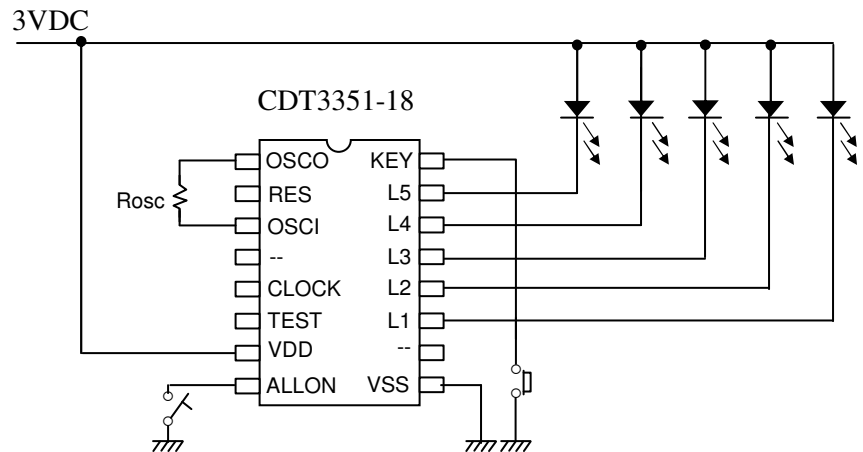 3VDC
CDT3351-18
Rosc
OSCO
RES
OSCI
--
CLOCK
TEST
VDD
ALLON
KEY
L5
L4
L3
L2
L1
--
VSS